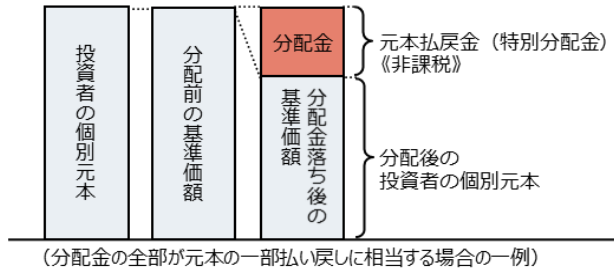 投資者の個別元本
分配前の基準価額
分配金
分配金落ち後の
基準価額
元本払戻金（特別分配金）
《非課税》
分配後の
投資者の個別元本
（分配金の全部が元本の一部払い戻しに相当する場合の一例）